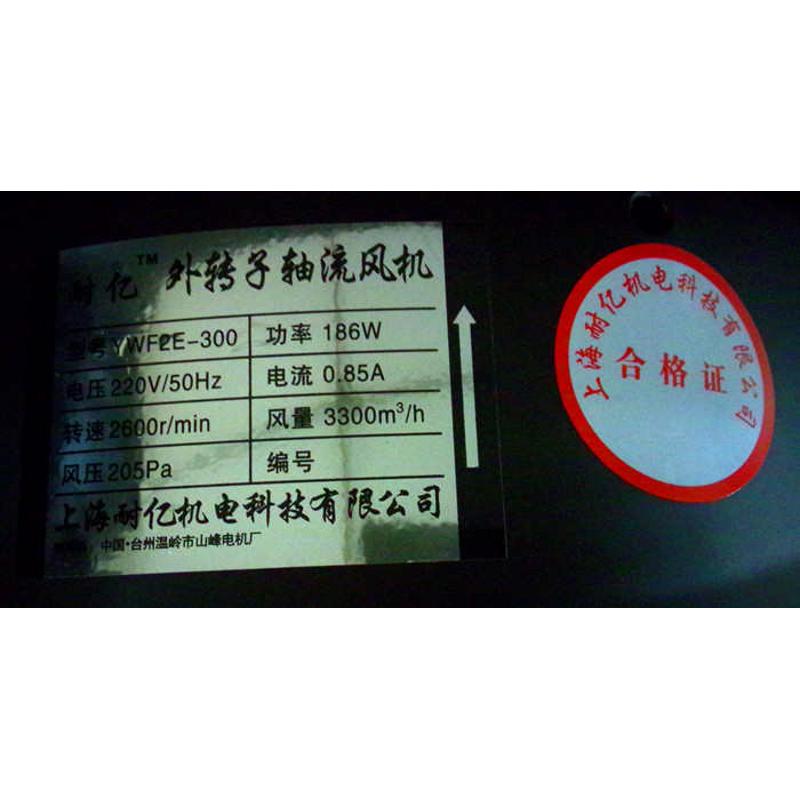 耐亿™ 外转子轴流风机
型号 YWF2E-300 功率 186W
电压 220V/50Hz 电流 0.85A
转速 2600r/min 风量 3300m³/h
风压 205Pa 编号
上海耐亿机电科技有限公司
中国·台州温岭市山峰电机厂
上海耐亿机电科技有限公司
合格证